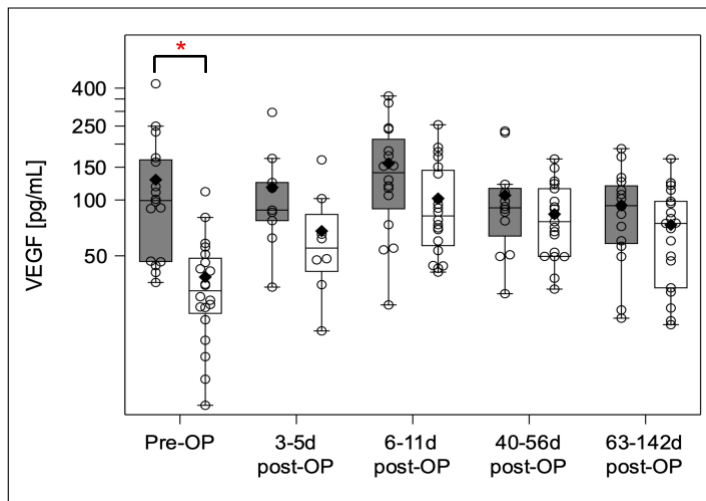 *
400
250
150
100
50
VEGF [pg/mL]
Pre-OP
3-5d
post-OP
6-11d
post-OP
40-56d
post-OP
63-142d
post-OP